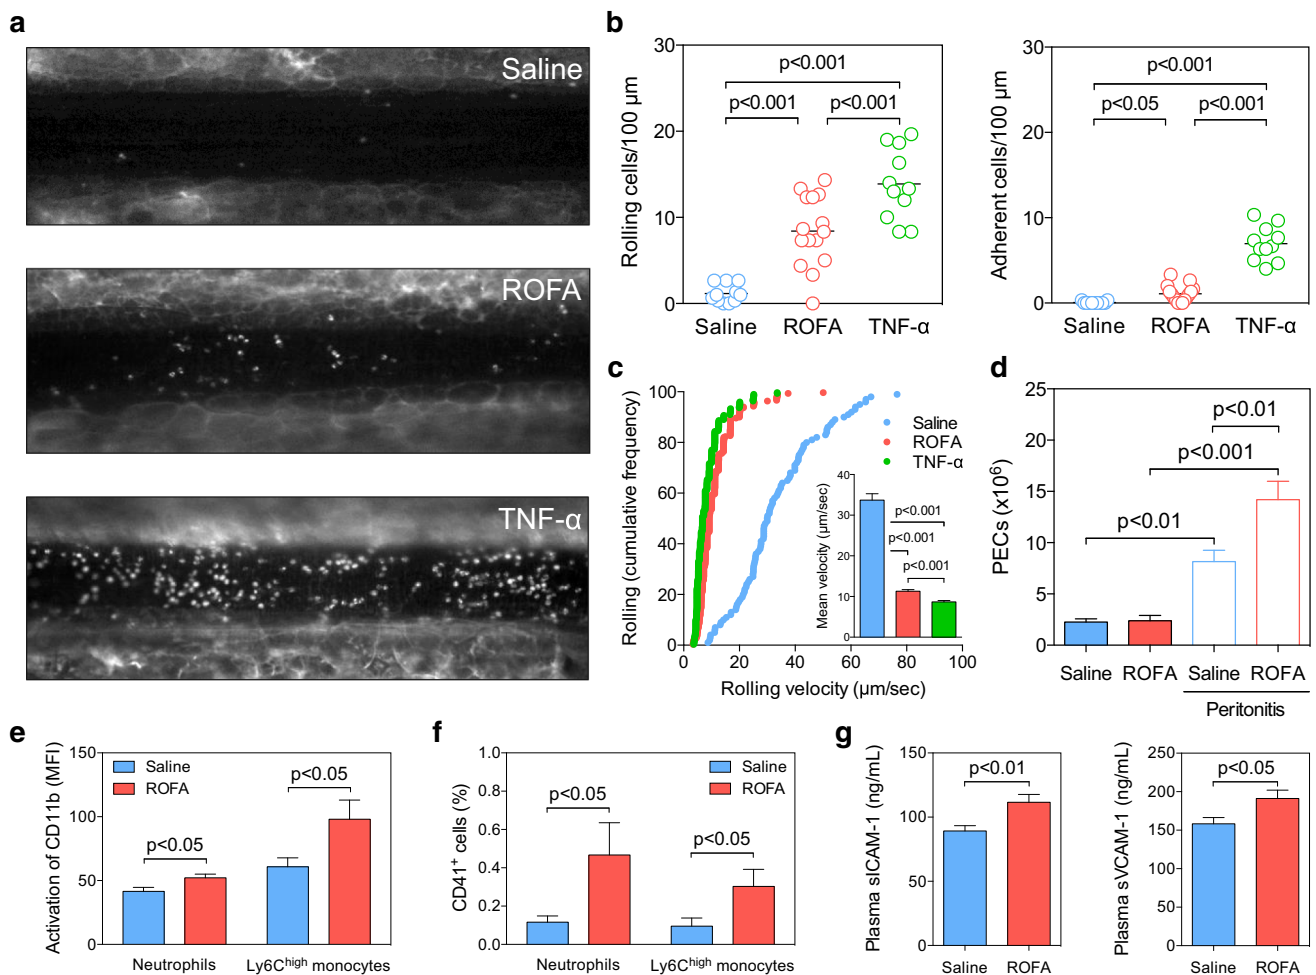 a
Saline
ROFA
TNF-α
b
Rolling cells/100 µm
30
20
10
0
p<0.001
p<0.001
p<0.001
Saline
ROFA
TNF-α
Adherent cells/100 µm
30
20
10
0
p<0.001
p<0.05
p<0.001
Saline
ROFA
TNF-α
c
Rolling (cumulative frequency)
100
80
60
40
20
0
0
20
40
60
80
100
Rolling velocity (µm/sec)
Saline
ROFA
TNF-α
Mean velocity (µm/sec)
40
30
20
10
0
p<0.001
p<0.001
p<0.001
d
PECs (x10⁶)
25
20
15
10
5
0
p<0.01
p<0.001
p<0.01
Saline
ROFA
Saline
ROFA
Peritonitis
e
Activation of CD11b (MFI)
150
100
50
0
Saline
ROFA
p<0.05
p<0.05
Neutrophils
Ly6Cʰⁱᵍʰ monocytes
f
CD41⁺ cells (%)
1.0
0.8
0.6
0.4
0.2
0.0
Saline
ROFA
p<0.05
p<0.05
Neutrophils
Ly6Cʰⁱᵍʰ monocytes
g
Plasma sICAM-1 (ng/mL)
150
100
50
0
p<0.01
Saline
ROFA
Plasma sVCAM-1 (ng/mL)
250
200
150
100
50
0
p<0.05
Saline
ROFA